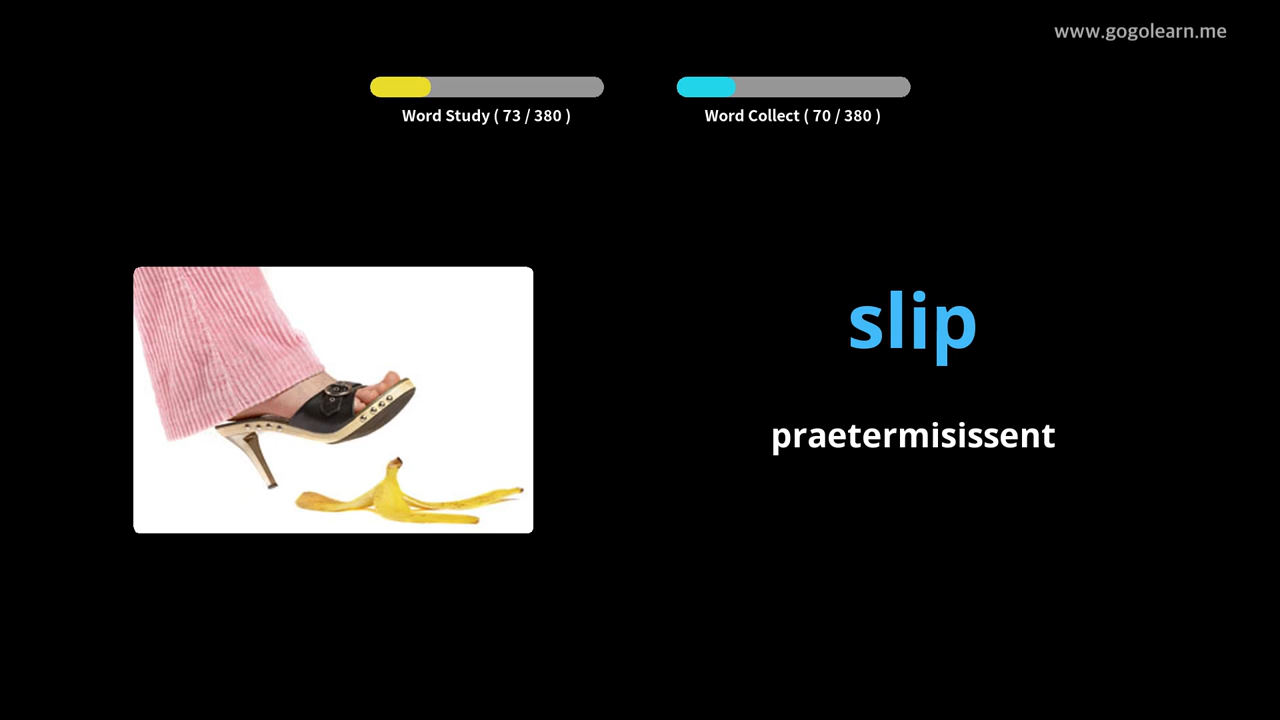 www.gogolearn.me
Word Study ( 73 / 380 )
Word Collect ( 70 / 380 )
slip
praetermisissent